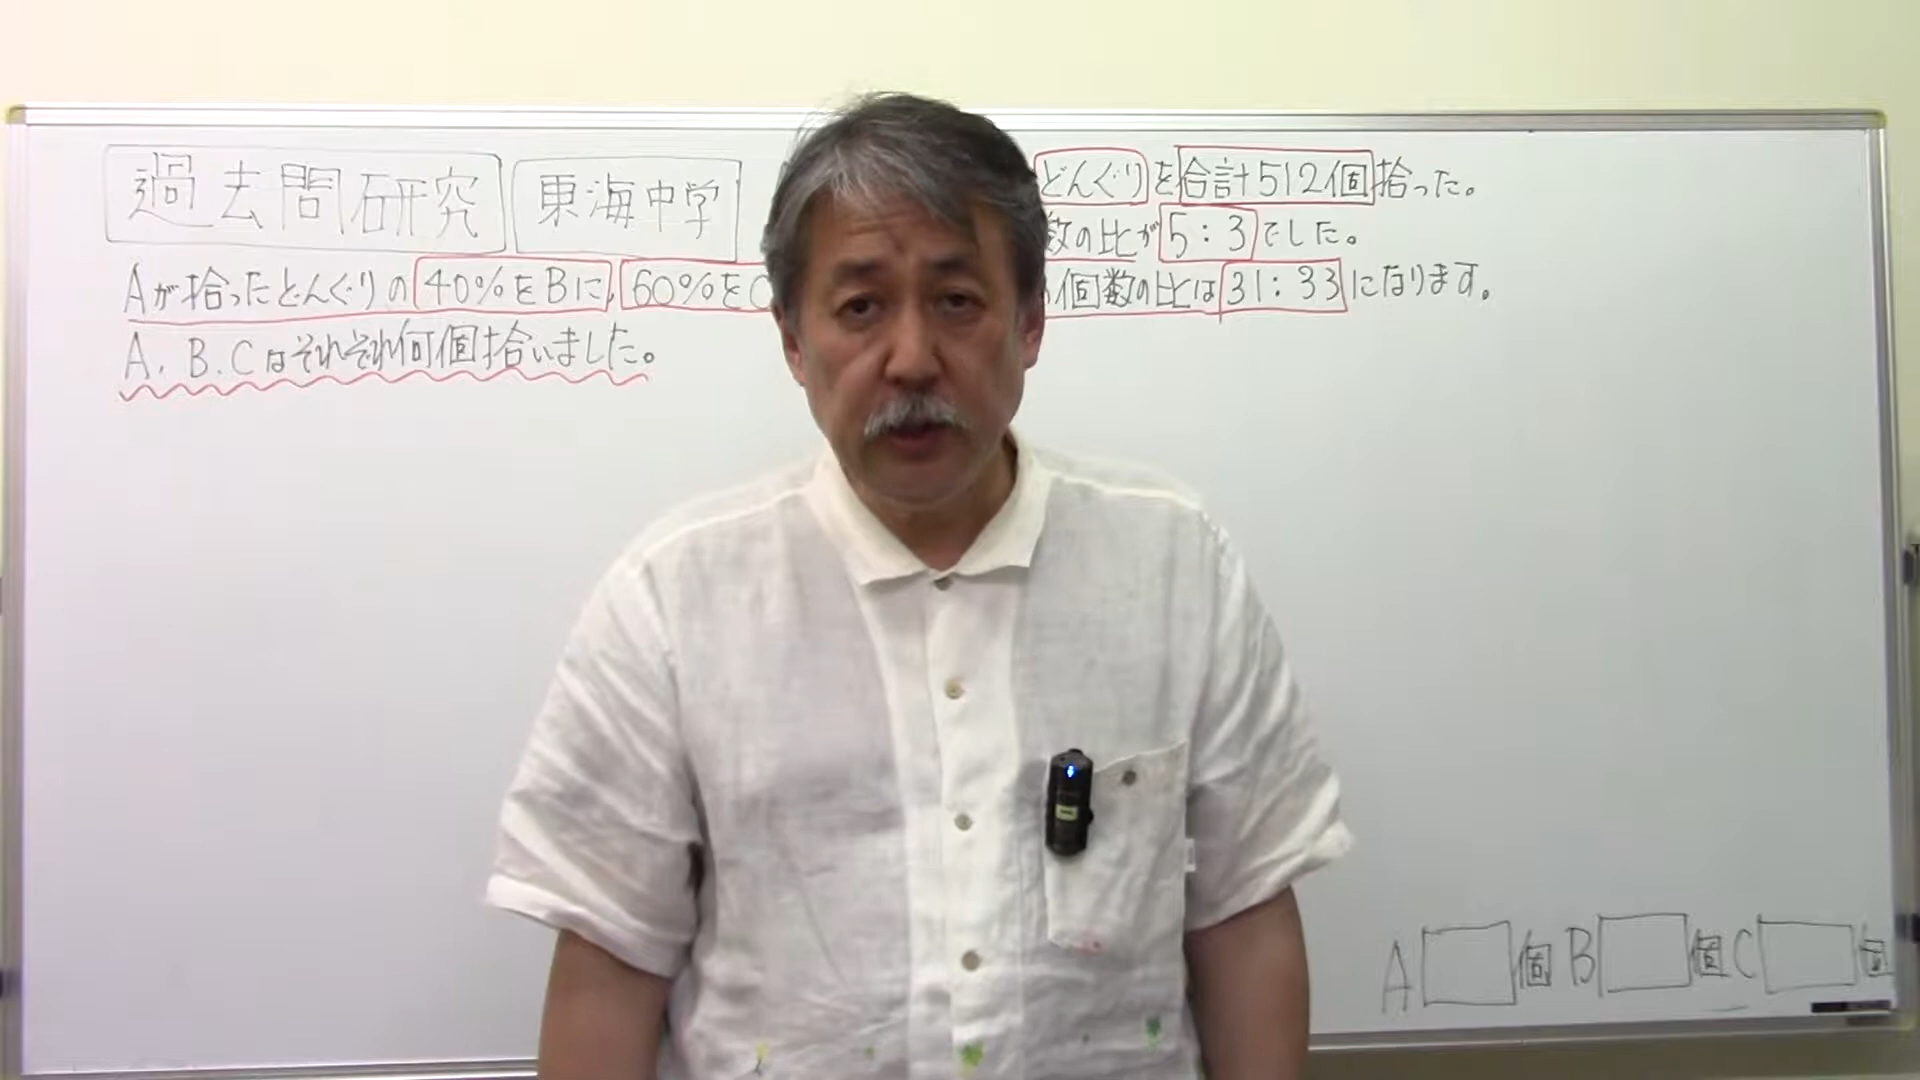 過去問研究 東海中学 どんぐりを合計512個拾った。
数の比が5:3でした。
Aが拾ったどんぐりの40%をBに,60%をC 個数の比は31:33になります。
A.B.Cはそれぞれ何個拾いました。
A 個 B 個 C 個